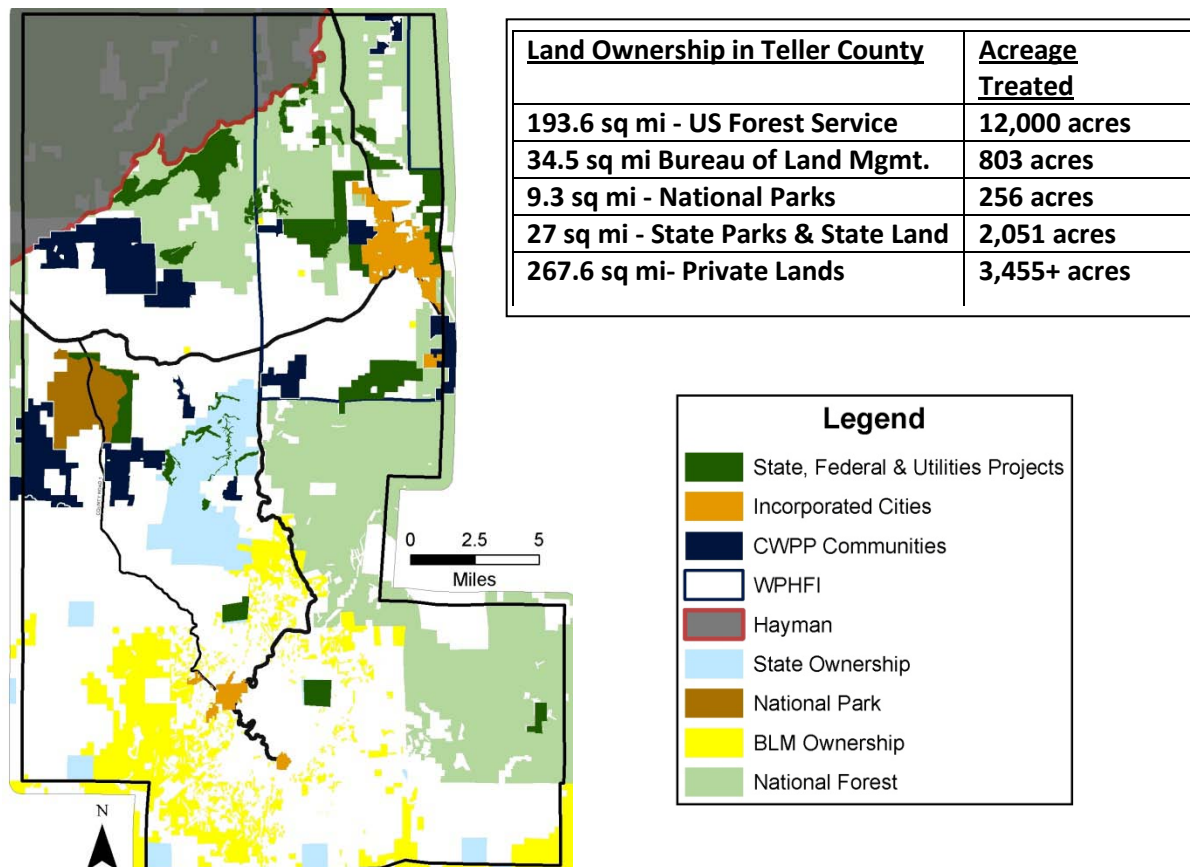 Land Ownership in Teller County
Acreage
Treated
193.6 sq mi - US Forest Service
12,000 acres
34.5 sq mi Bureau of Land Mgmt.
803 acres
9.3 sq mi - National Parks
256 acres
27 sq mi - State Parks & State Land
2,051 acres
267.6 sq mi- Private Lands
3,455+ acres
Legend
State, Federal & Utilities Projects
Incorporated Cities
CWPP Communities
WPHFI
Hayman
State Ownership
National Park
BLM Ownership
National Forest
0 2.5 5
Miles
N